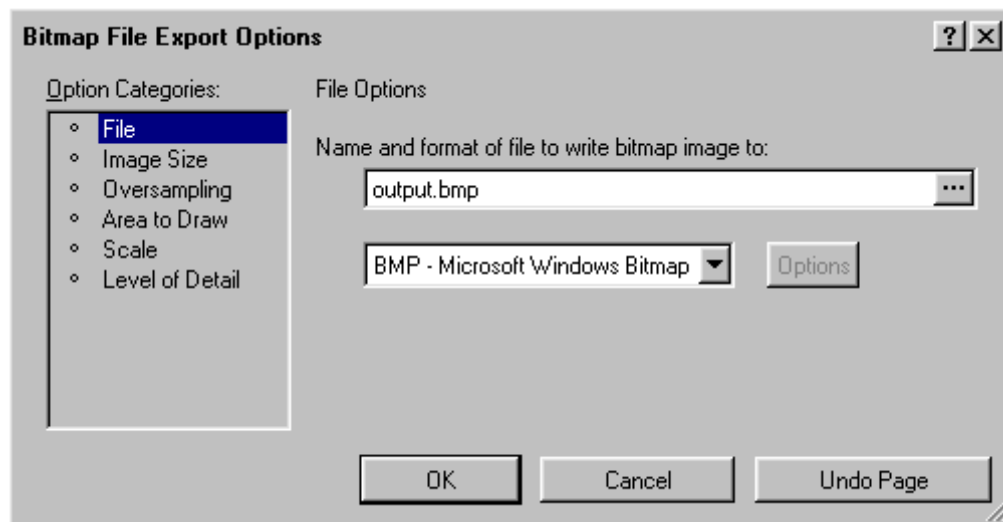 Bitmap File Export Options
Option Categories:
File
Image Size
Oversampling
Area to Draw
Scale
Level of Detail
File Options
Name and format of file to write bitmap image to:
output.bmp
...
BMP - Microsoft Windows Bitmap
Options
OK
Cancel
Undo Page